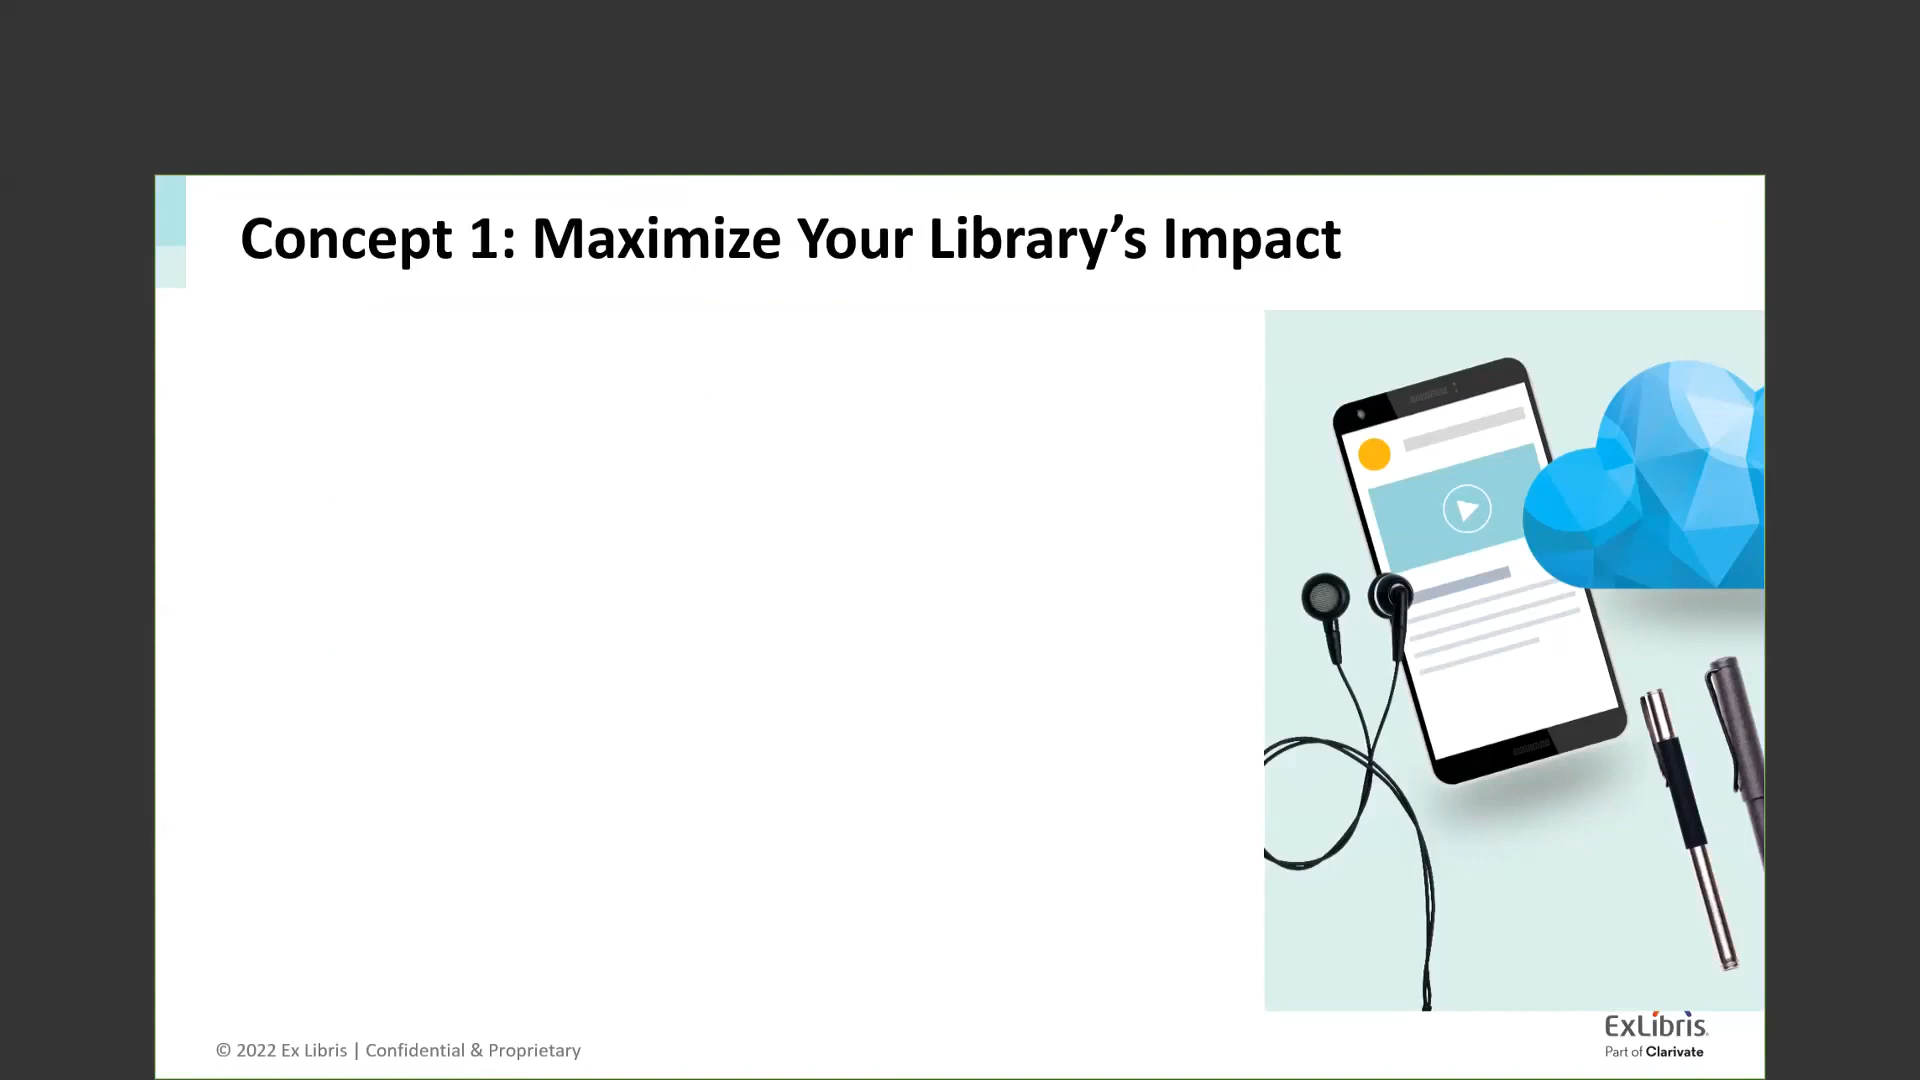 Concept 1: Maximize Your Library’s Impact
© 2022 Ex Libris | Confidential & Proprietary
ExLibris
Part of Clarivate